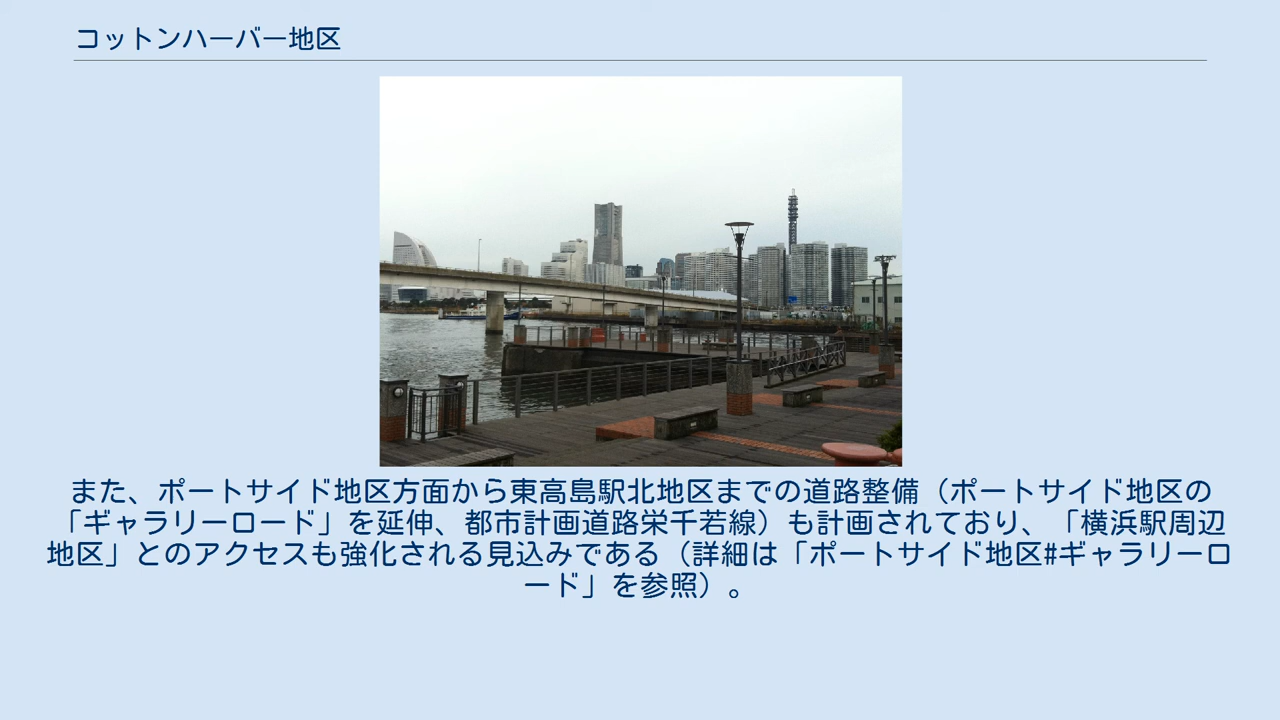 コットンハーバー地区
また、ポートサイド地区方面から東高島駅北地区までの道路整備（ポートサイド地区の
「ギャラリーロード」を延伸、都市計画道路栄千若線）も計画されており、「横浜駅周辺
地区」とのアクセスも強化される見込みである（詳細は「ポートサイド地区#ギャラリーロ
ード」を参照）。